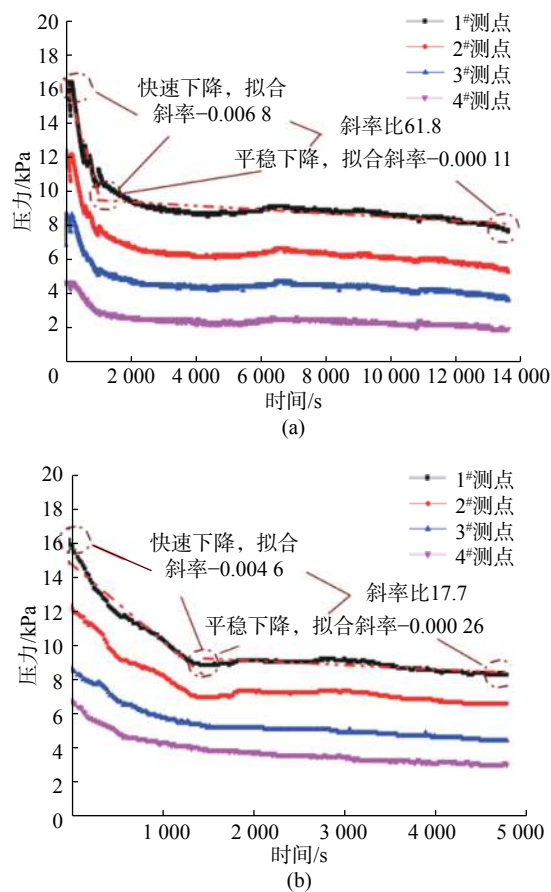 20
18
16
14
12
10
8
6
4
2
0
压力/kPa
1#测点
2#测点
3#测点
4#测点
快速下降，拟合
斜率−0.006 8
斜率比61.8
平稳下降，拟合斜率−0.000 11
2 000 4 000 6 000 8 000 10 000 12 000 14 000
时间/s
(a)
20
18
16
14
12
10
8
6
4
2
0
压力/kPa
1#测点
2#测点
3#测点
4#测点
快速下降，拟合
斜率−0.004 6
斜率比17.7
平稳下降，拟合斜率−0.000 26
1 000 2 000 3 000 4 000 5 000
时间/s
(b)